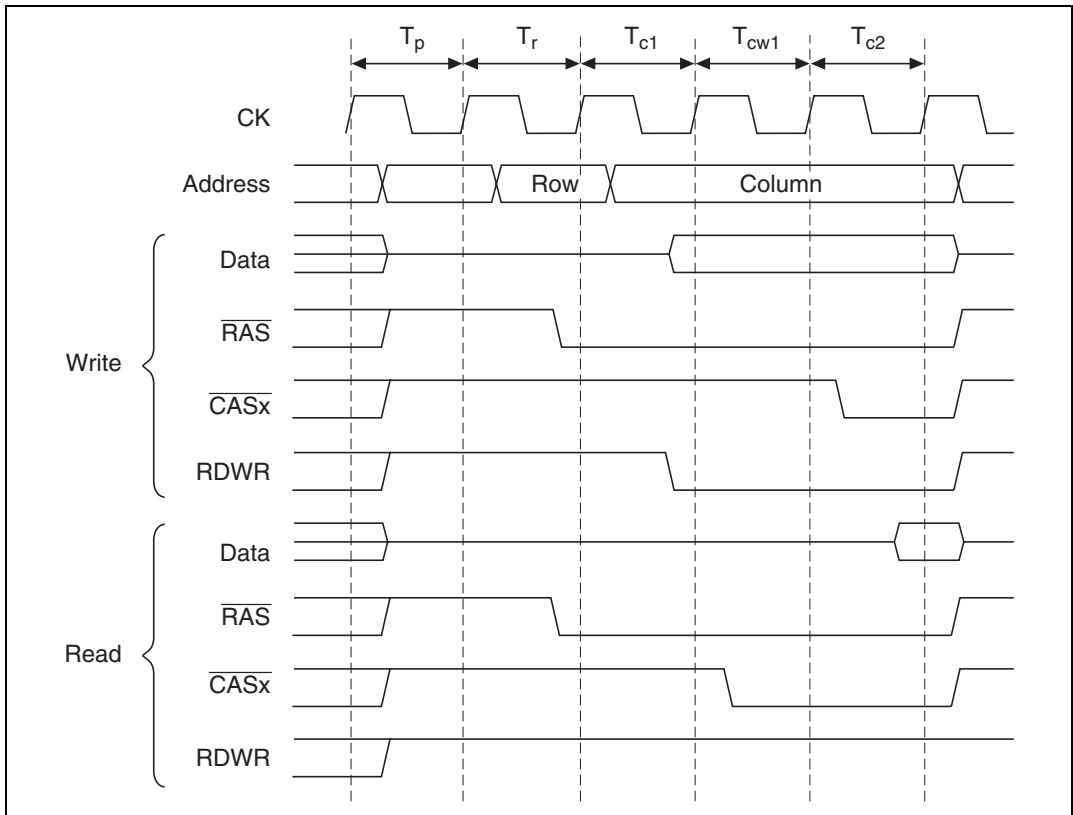 Tp Tr Tc1 Tcw1 Tc2
CK
Address Row Column
Data
RAS
Write
CASx
RDWR
Data
RAS
Read
CASx
RDWR